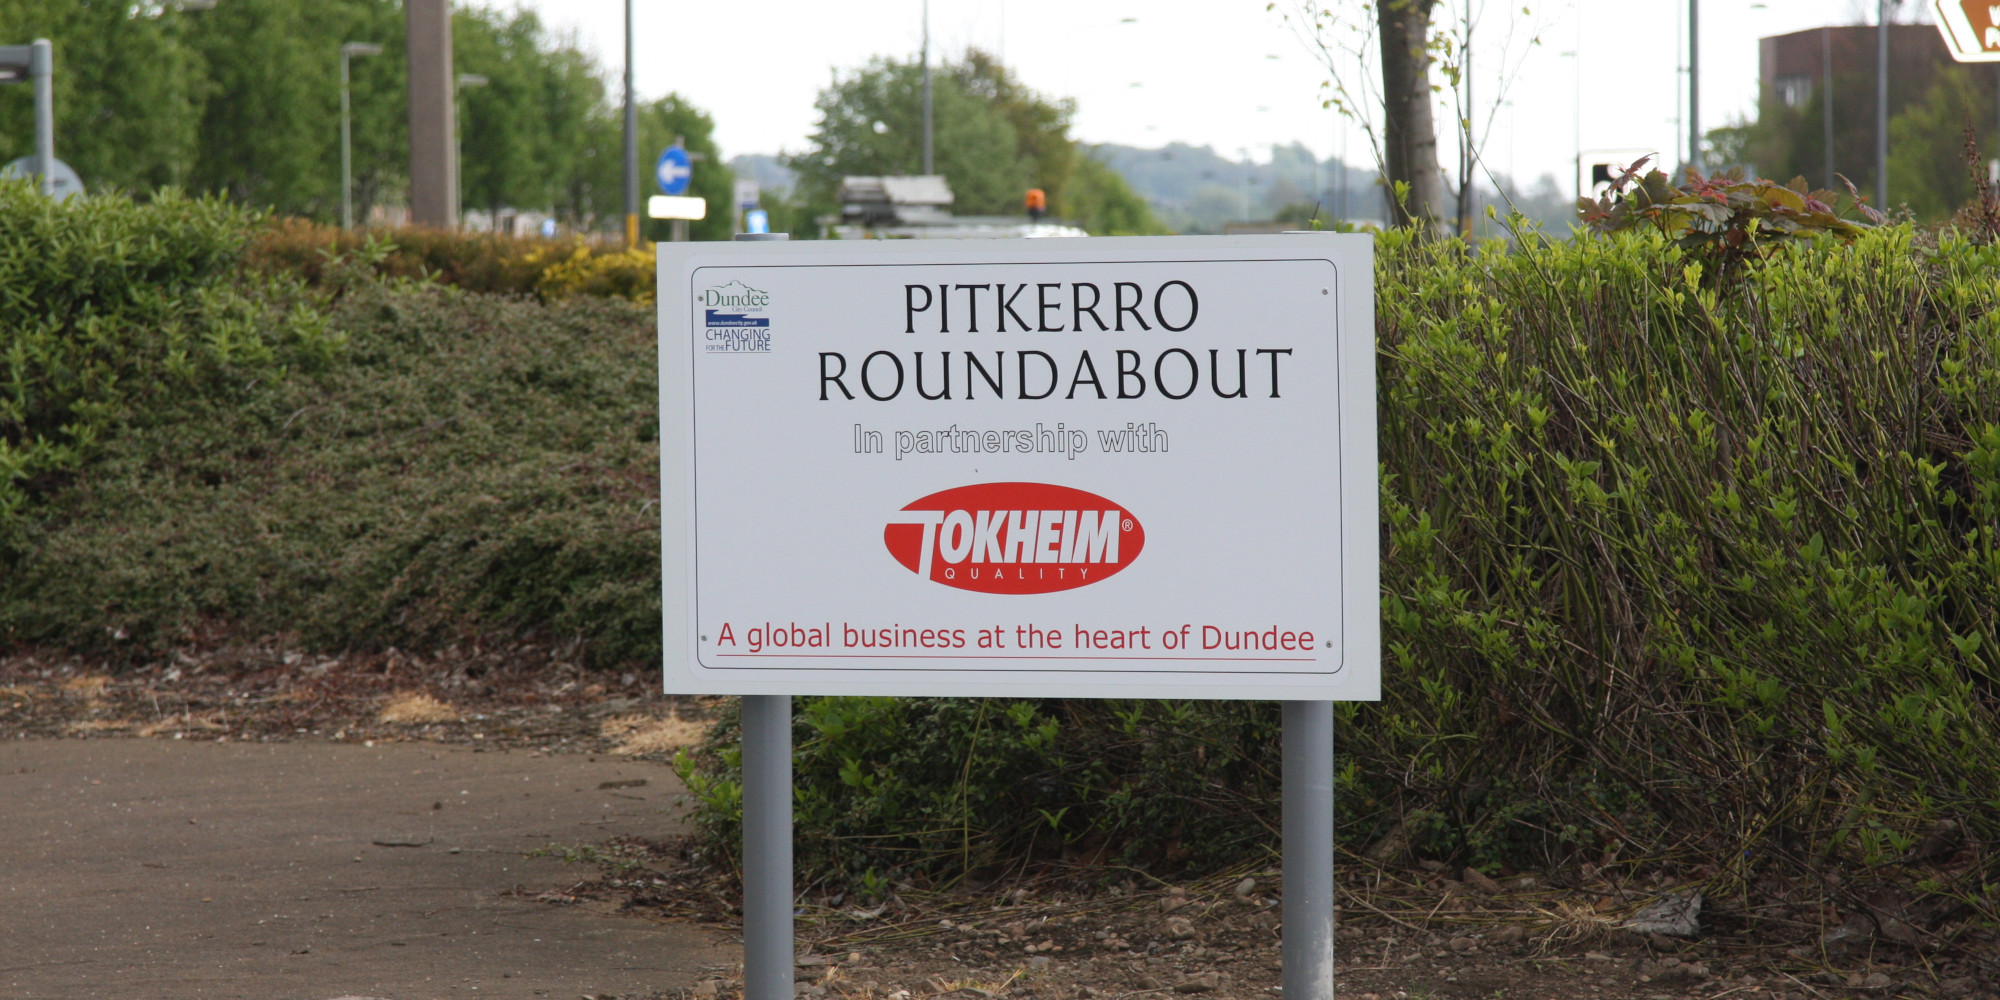 Dundee
City Council
www.dundeecity.gov.uk
CHANGING
FOR THE FUTURE
PITKERRO
ROUNDABOUT
In partnership with
TOKHEIM®
QUALITY
A global business at the heart of Dundee